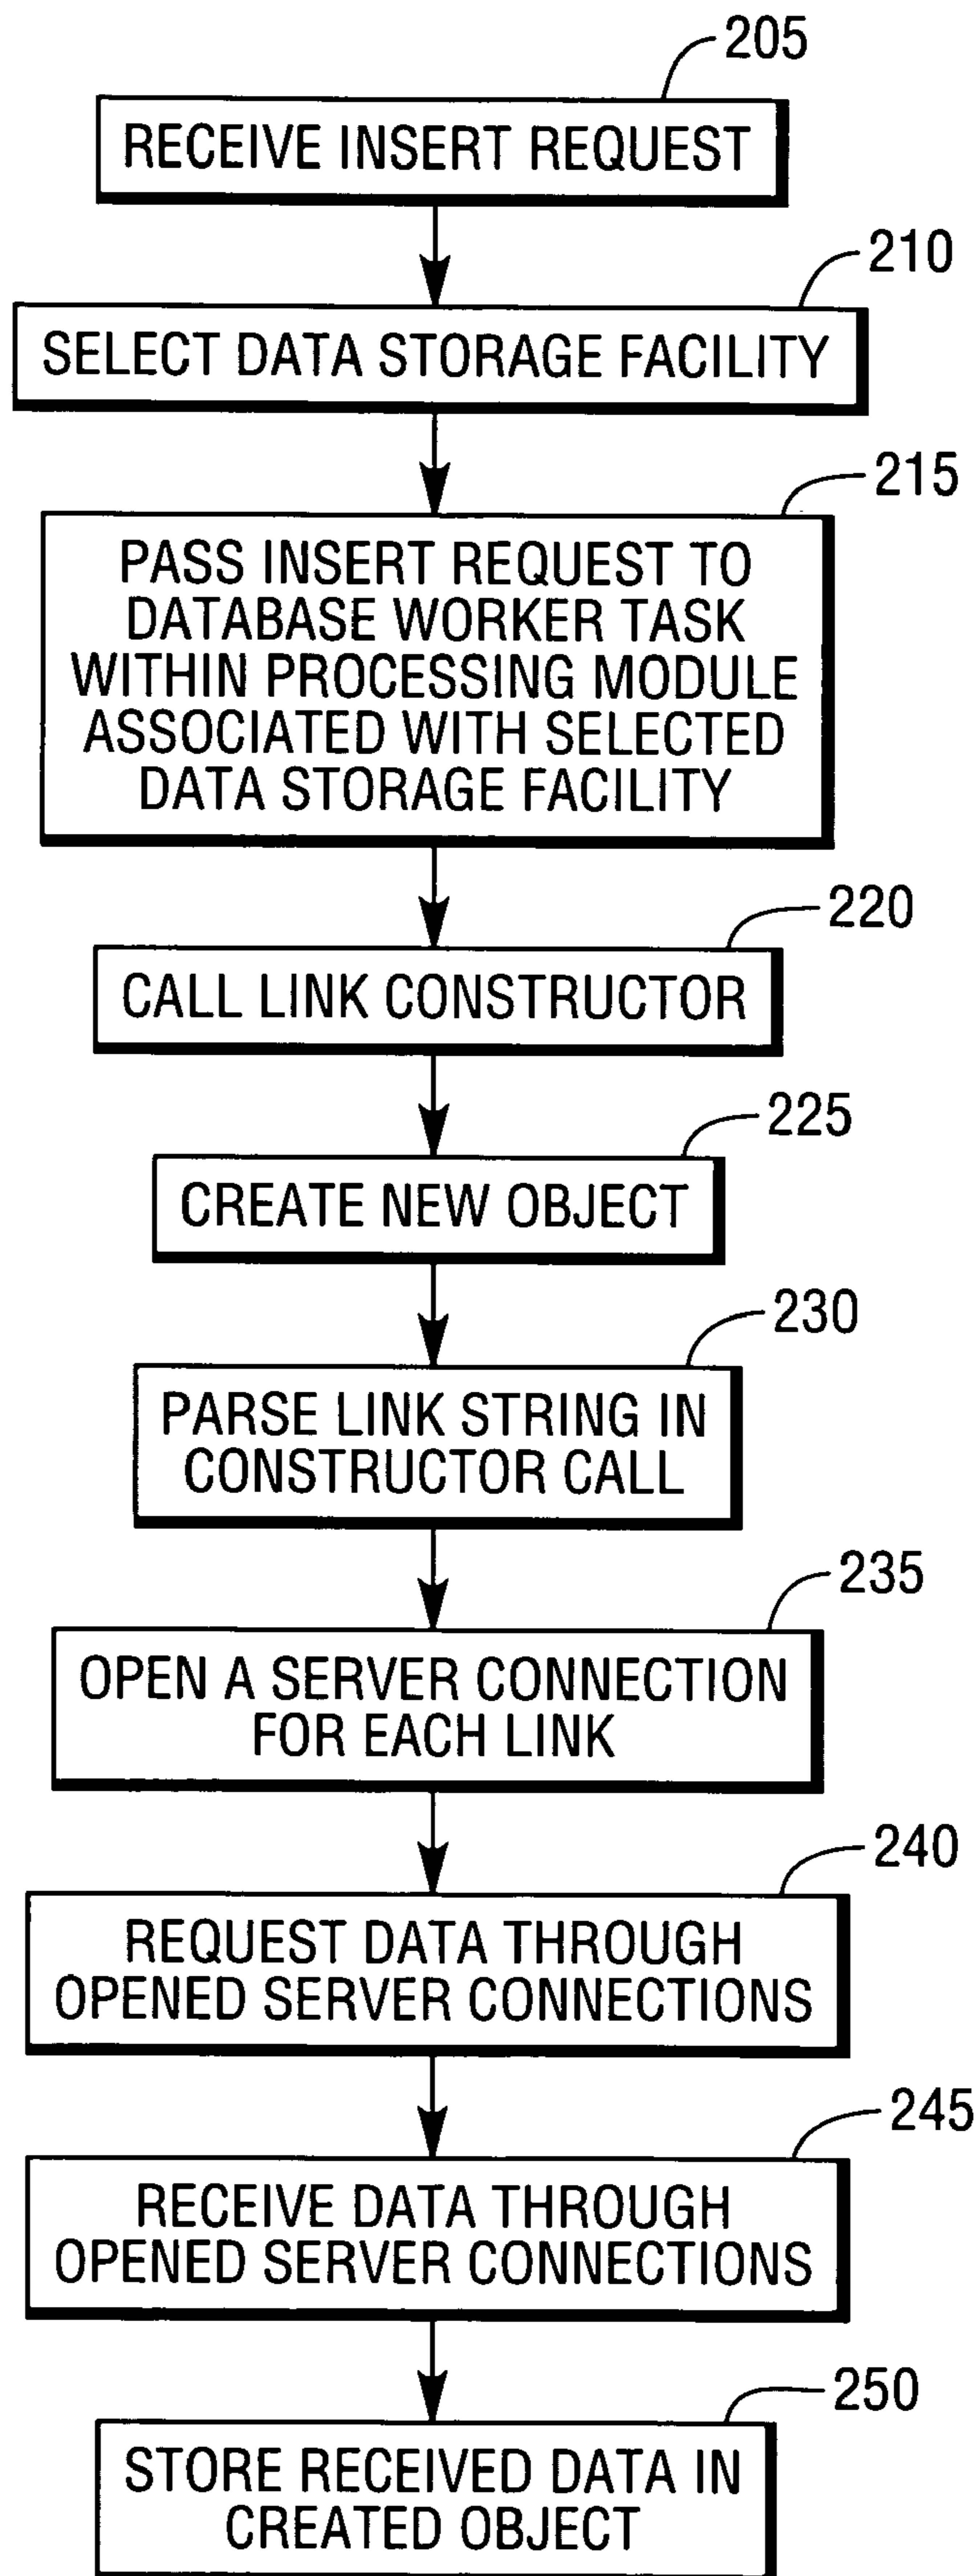 205
RECEIVE INSERT REQUEST
210
SELECT DATA STORAGE FACILITY
215
PASS INSERT REQUEST TO
DATABASE WORKER TASK
WITHIN PROCESSING MODULE
ASSOCIATED WITH SELECTED
DATA STORAGE FACILITY
220
CALL LINK CONSTRUCTOR
225
CREATE NEW OBJECT
230
PARSE LINK STRING IN
CONSTRUCTOR CALL
235
OPEN A SERVER CONNECTION
FOR EACH LINK
240
REQUEST DATA THROUGH
OPENED SERVER CONNECTIONS
245
RECEIVE DATA THROUGH
OPENED SERVER CONNECTIONS
250
STORE RECEIVED DATA IN
CREATED OBJECT